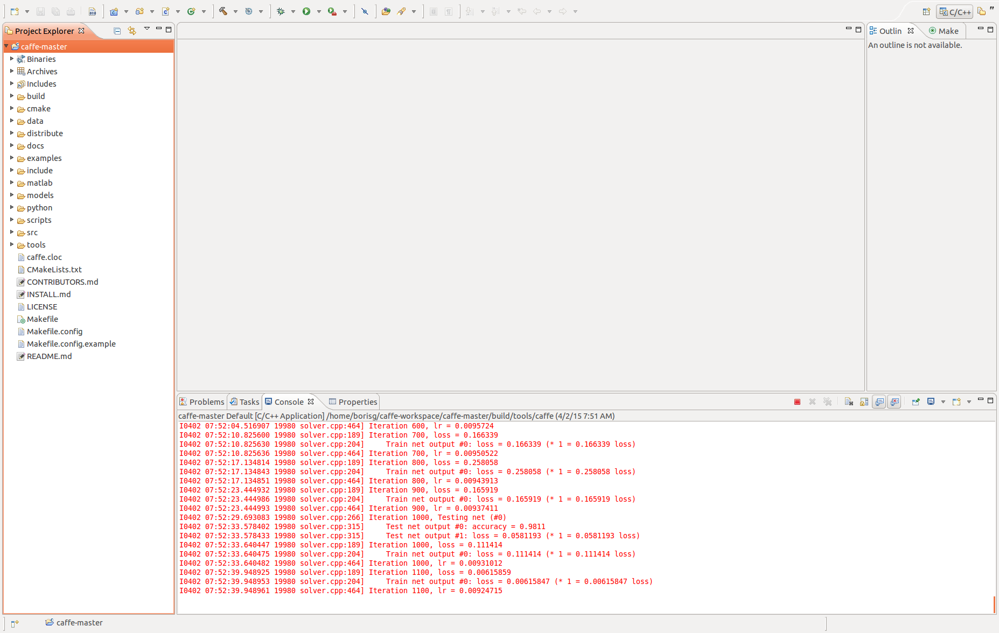 C/C++
Project Explorer
caffe-master
Binaries
Archives
Includes
build
cmake
data
distribute
docs
examples
include
matlab
models
python
scripts
src
tools
caffe.cloc
CMakeLists.txt
CONTRIBUTORS.md
INSTALL.md
LICENSE
Makefile
Makefile.config
Makefile.config.example
README.md
Outlin
Make
An outline is not available.
Problems
Tasks
Console
Properties
caffe-master Default [C/C++ Application] /home/borisg/caffe-workspace/caffe-master/build/tools/caffe (4/2/15 7:51 AM)
I0402 07:52:04.516907 19980 solver.cpp:464] Iteration 600, lr = 0.0095724
I0402 07:52:10.825600 19980 solver.cpp:189] Iteration 700, loss = 0.166339
I0402 07:52:10.825630 19980 solver.cpp:204]     Train net output #0: loss = 0.166339 (* 1 = 0.166339 loss)
I0402 07:52:10.825636 19980 solver.cpp:464] Iteration 700, lr = 0.00950522
I0402 07:52:17.134814 19980 solver.cpp:189] Iteration 800, loss = 0.258058
I0402 07:52:17.134843 19980 solver.cpp:204]     Train net output #0: loss = 0.258058 (* 1 = 0.258058 loss)
I0402 07:52:17.134851 19980 solver.cpp:464] Iteration 800, lr = 0.00943913
I0402 07:52:23.444932 19980 solver.cpp:189] Iteration 900, loss = 0.165919
I0402 07:52:23.444986 19980 solver.cpp:204]     Train net output #0: loss = 0.165919 (* 1 = 0.165919 loss)
I0402 07:52:23.444993 19980 solver.cpp:464] Iteration 900, lr = 0.00937411
I0402 07:52:29.693083 19980 solver.cpp:266] Iteration 1000, Testing net (#0)
I0402 07:52:33.578402 19980 solver.cpp:315]     Test net output #0: accuracy = 0.9811
I0402 07:52:33.578433 19980 solver.cpp:315]     Test net output #1: loss = 0.0581193 (* 1 = 0.0581193 loss)
I0402 07:52:33.640447 19980 solver.cpp:189] Iteration 1000, loss = 0.111414
I0402 07:52:33.640475 19980 solver.cpp:204]     Train net output #0: loss = 0.111414 (* 1 = 0.111414 loss)
I0402 07:52:33.640482 19980 solver.cpp:464] Iteration 1000, lr = 0.00931012
I0402 07:52:39.948925 19980 solver.cpp:189] Iteration 1100, loss = 0.00615859
I0402 07:52:39.948953 19980 solver.cpp:204]     Train net output #0: loss = 0.00615847 (* 1 = 0.00615847 loss)
I0402 07:52:39.948961 19980 solver.cpp:464] Iteration 1100, lr = 0.00924715
caffe-master